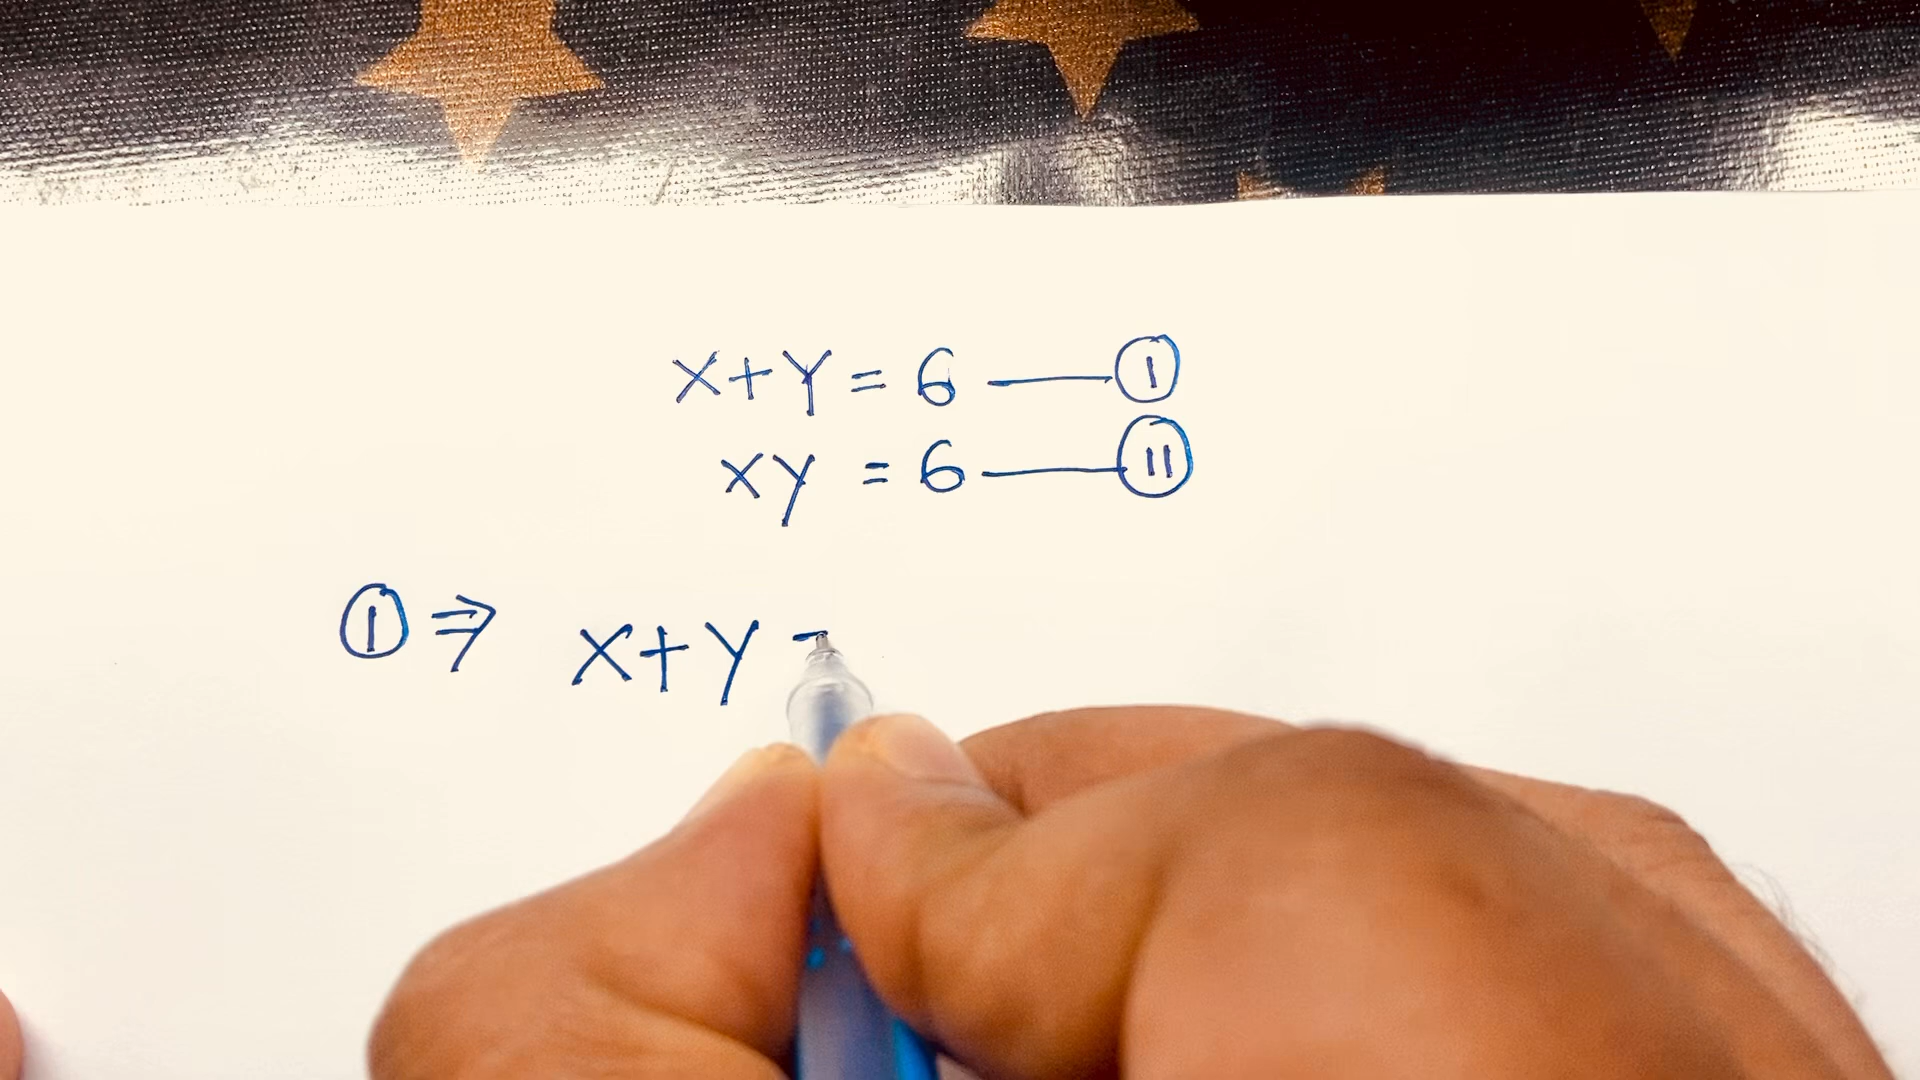 X+Y = 6 —— ①
xy = 6 —— ⑪
① ⇒ X+Y -